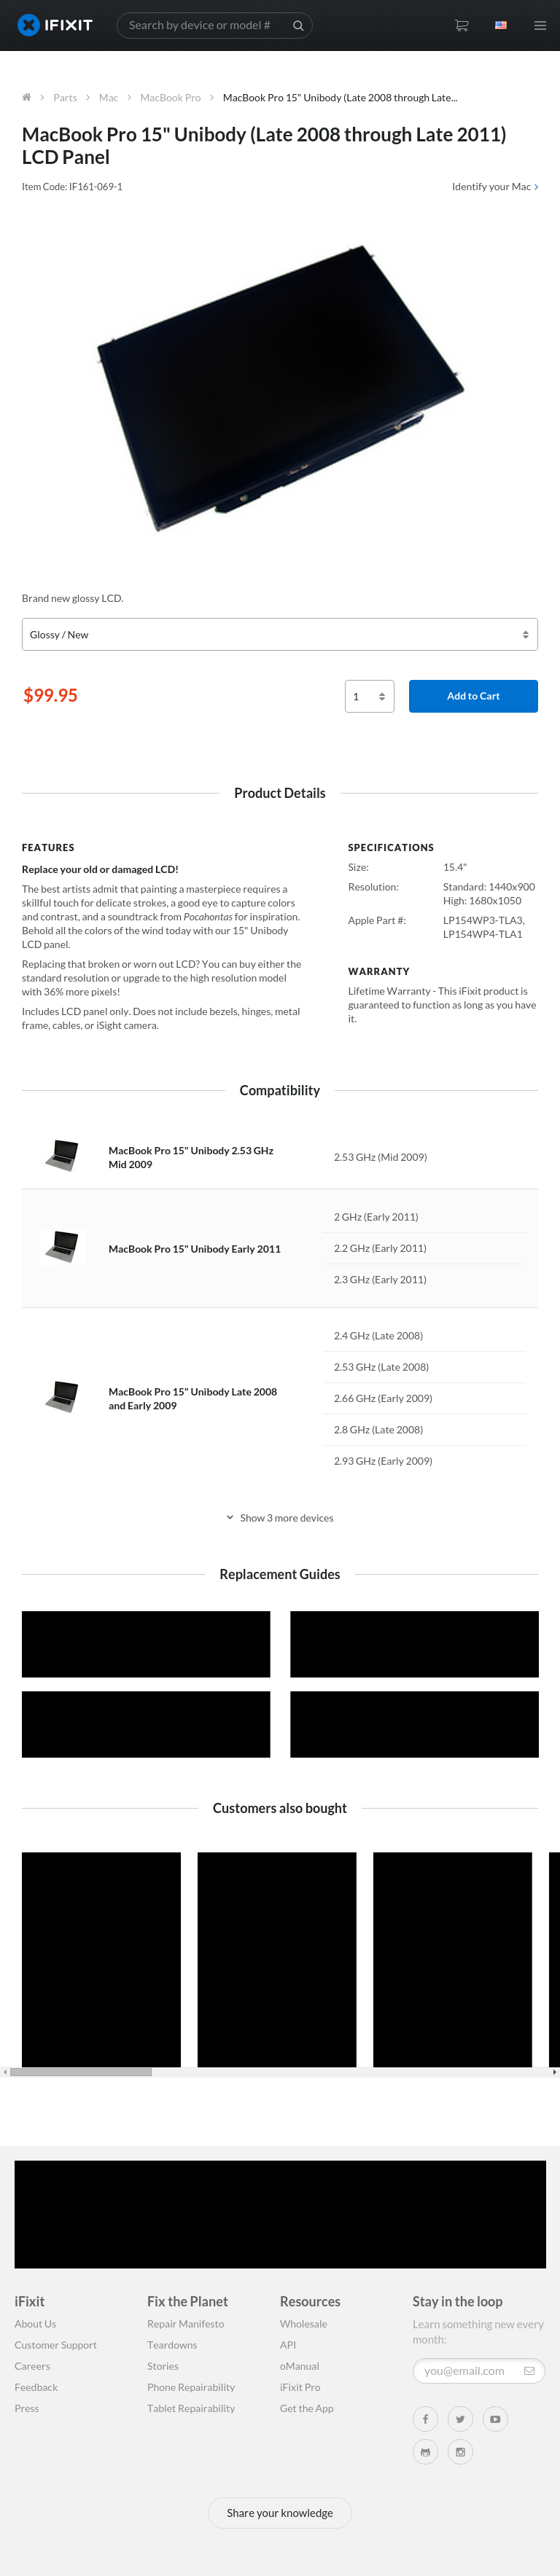 IFIXIT
Search by device or model #
Parts
Mac
MacBook Pro
MacBook Pro 15" Unibody (Late 2008 through Late...
MacBook Pro 15" Unibody (Late 2008 through Late 2011)
LCD Panel
Item Code: IF161-069-1
Identify your Mac
Brand new glossy LCD.
Glossy / New
$99.95
1
Add to Cart
Product Details
FEATURES
Replace your old or damaged LCD!
The best artists admit that painting a masterpiece requires a
skillful touch for delicate strokes, a good eye to capture colors
and contrast, and a soundtrack from Pocahontas for inspiration.
Behold all the colors of the wind today with our 15" Unibody
LCD panel.
Replacing that broken or worn out LCD? You can buy either the
standard resolution or upgrade to the high resolution model
with 36% more pixels!
Includes LCD panel only. Does not include bezels, hinges, metal
frame, cables, or iSight camera.
SPECIFICATIONS
Size: 15.4"
Resolution: Standard: 1440x900
High: 1680x1050
Apple Part #: LP154WP3-TLA3,
LP154WP4-TLA1
WARRANTY
Lifetime Warranty - This iFixit product is
guaranteed to function as long as you have
it.
Compatibility
MacBook Pro 15" Unibody 2.53 GHz
Mid 2009
2.53 GHz (Mid 2009)
MacBook Pro 15" Unibody Early 2011
2 GHz (Early 2011)
2.2 GHz (Early 2011)
2.3 GHz (Early 2011)
MacBook Pro 15" Unibody Late 2008
and Early 2009
2.4 GHz (Late 2008)
2.53 GHz (Late 2008)
2.66 GHz (Early 2009)
2.8 GHz (Late 2008)
2.93 GHz (Early 2009)
Show 3 more devices
Replacement Guides
Customers also bought
iFixit
About Us
Customer Support
Careers
Feedback
Press
Fix the Planet
Repair Manifesto
Teardowns
Stories
Phone Repairability
Tablet Repairability
Resources
Wholesale
API
oManual
iFixit Pro
Get the App
Stay in the loop
Learn something new every
month:
you@email.com
Share your knowledge